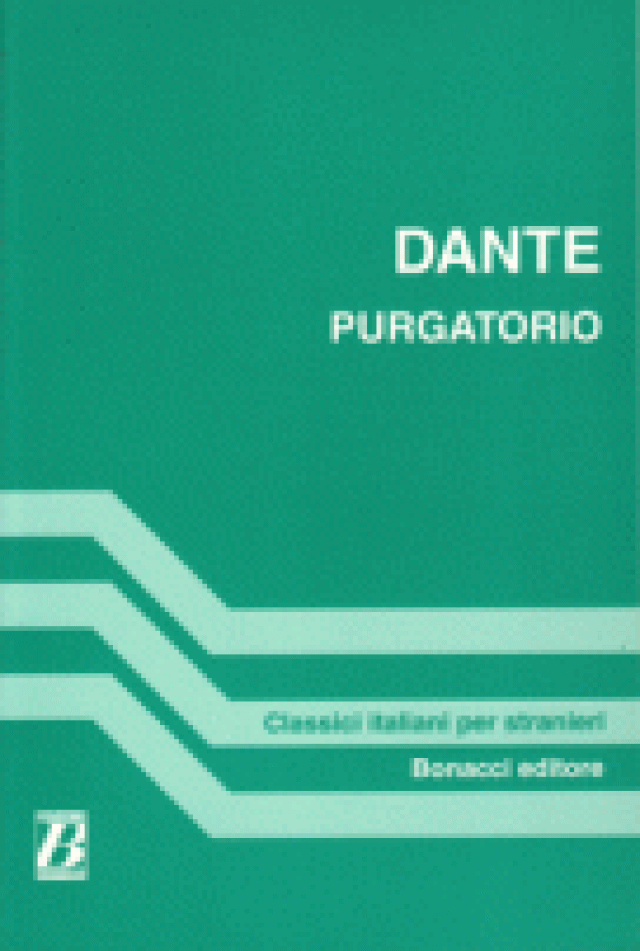 DANTE
PURGATORIO
Classici italiani per stranieri
Bonacci editore
B